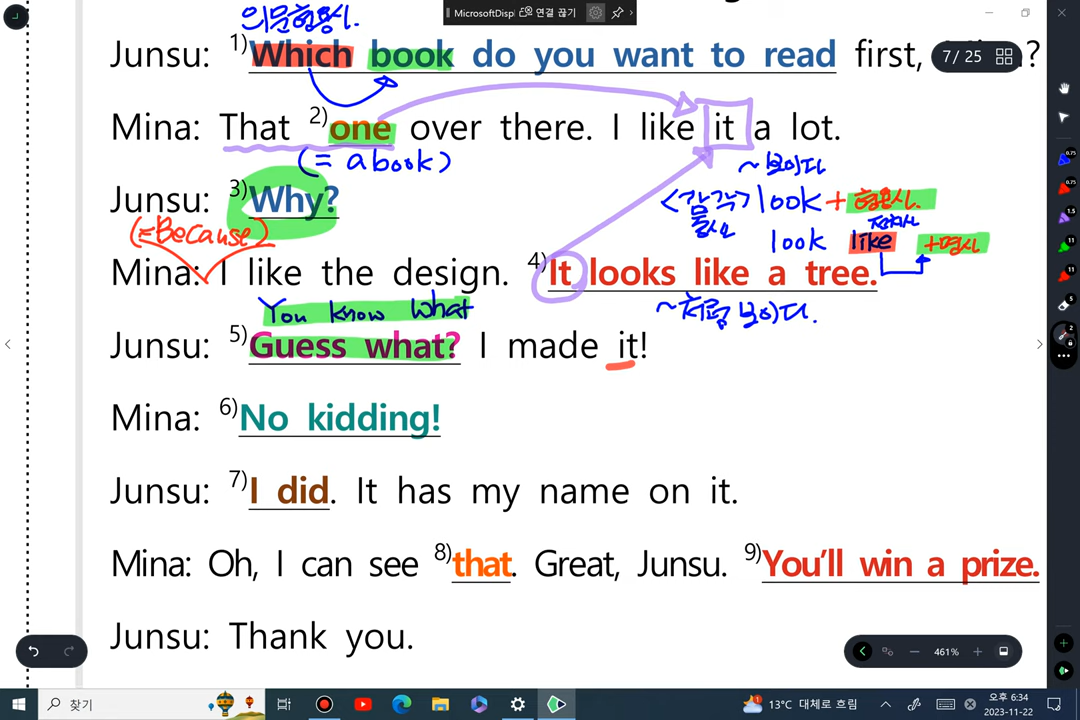 MicrosoftDisp 연결 끊기
의문형용사.
Junsu: 1)Which book do you want to read first, ?
7 / 25
Mina: That 2)one over there. I like it a lot.
(= a book)
~보이다
Junsu: 3)Why?
<감각> look + 형용사.
동사
전치사
(=Because)
look like +명사
Mina: I like the design. 4)It looks like a tree.
You know what
~처럼 보이다.
Junsu: 5)Guess what? I made it!
Mina: 6)No kidding!
Junsu: 7)I did. It has my name on it.
Mina: Oh, I can see 8)that. Great, Junsu. 9)You'll win a prize.
Junsu: Thank you.
461%
찾기
13°C 대체로 흐림
오후 6:34
2023-11-22